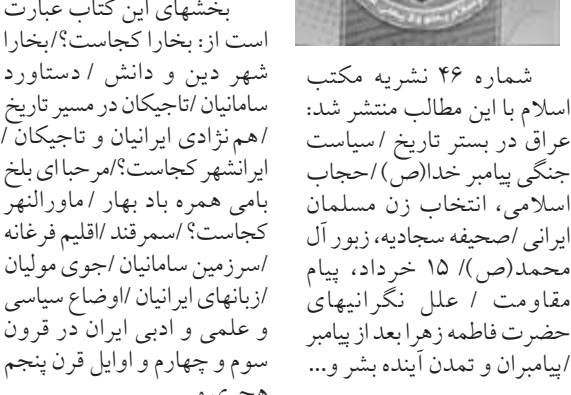 شماره ۴۶ نشریه مکتب
اسلام با این مطالب منتشر شد:
عراق در بستر تاریخ /سیاست
جنگی پیامبر خدا(ص)/حجاب
اسلامی، انتخاب زن مسلمان
ایرانی /صحیفه سجادیه، زبور آل
محمد(ص)/ ۱۵ خرداد، پیام
مقاومت / علل نگرانیهای
حضرت فاطمه زهرا بعد از پیامبر
/پیامبران و تمدن آینده بشر و...
بخشهای این کتاب عبارت
است از: بخارا کجاست؟/بخارا
شهر دین و دانش / دستاورد
سامانیان /تاجیکان در مسیر تاریخ
/هم نژادی ایرانیان و تاجیکان /
ایرانشهر کجاست؟/مرحبا ای بلخ
بامی همره باد بهار / ماورالنهر
کجاست؟ /سمرقند /اقلیم فرغانه
/سرزمین سامانیان /جوی مولیان
/زبانهای ایرانیان /اوضاع سیاسی
و علمی و ادبی ایران در قرون
سوم و چهارم و اوایل قرن پنجم